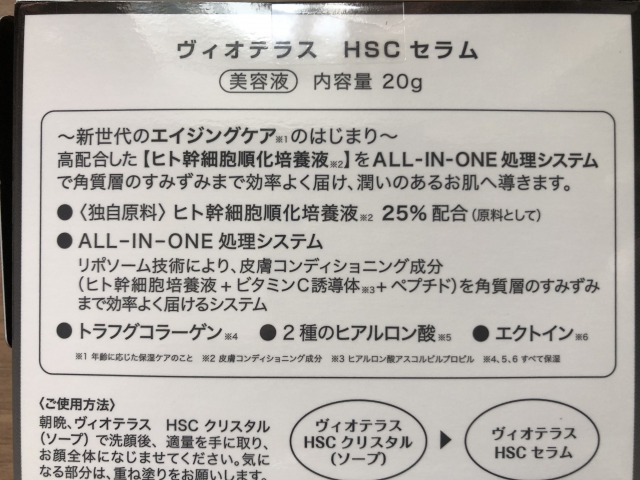 ヴィオテラス HSC セラム
美容液 内容量 20g
～新世代のエイジングケア※1のはじまり～
高配合した【ヒト幹細胞順化培養液※2】をALL-IN-ONE 処理システム
で角質層のすみずみまで効率よく届け、潤いのあるお肌へ導きます。
●〈独自原料〉ヒト幹細胞順化培養液※2 25% 配合（原料として）
●ALL-IN-ONE 処理システム
リポソーム技術により、皮膚コンディショニング成分
（ヒト幹細胞培養液＋ビタミンC誘導体※3＋ペプチド）を角質層のすみずみ
まで効率よく届けるシステム
●トラフグコラーゲン※4 ●2種のヒアルロン酸※5 ●エクトイン※6
※1 年齢に応じた保湿ケアのこと ※2 皮膚コンディショニング成分 ※3 ヒアルロン酸アスコルビルプロピル ※4、5、6 すべて保湿
〈ご使用方法〉
朝晩、ヴィオテラス HSC クリスタル
（ソープ）で洗顔後、適量を手に取り、
お顔全体になじませてください。気に
なる部分は、重ね塗りをお願いします。
ヴィオテラス
HSC クリスタル
（ソープ）
ヴィオテラス
HSC セラム